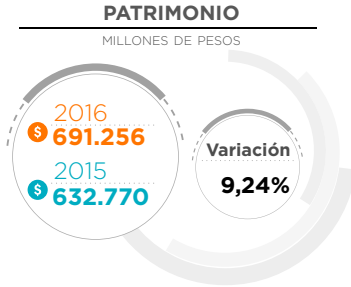 PATRIMONIO
MILLONES DE PESOS
2016
$ 691.256
2015
$ 632.770
Variación
9,24%